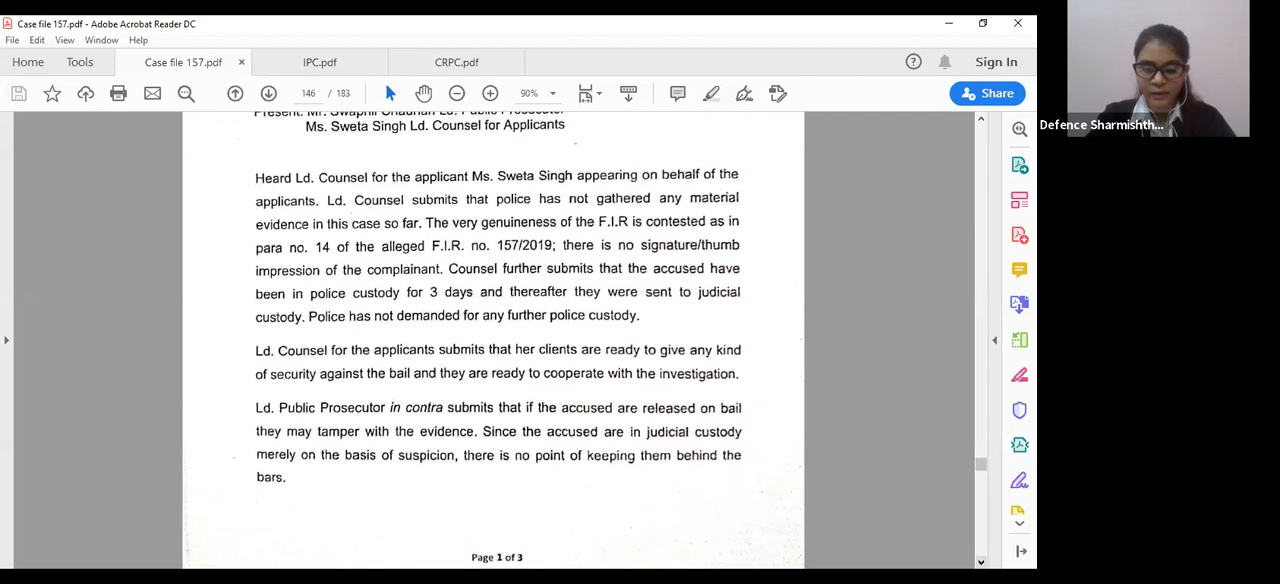 Case file 157.pdf - Adobe Acrobat Reader DC
File Edit View Window Help
Home Tools Case file 157.pdf × IPC.pdf CRPC.pdf Sign In
146 / 183 90% Share
Present: Mr. Swapnil Chauhan Ld. Public Prosecutor
Ms. Sweta Singh Ld. Counsel for Applicants
Heard Ld. Counsel for the applicant Ms. Sweta Singh appearing on behalf of the
applicants. Ld. Counsel submits that police has not gathered any material
evidence in this case so far. The very genuineness of the F.I.R is contested as in
para no. 14 of the alleged F.I.R. no. 157/2019; there is no signature/thumb
impression of the complainant. Counsel further submits that the accused have
been in police custody for 3 days and thereafter they were sent to judicial
custody. Police has not demanded for any further police custody.
Ld. Counsel for the applicants submits that her clients are ready to give any kind
of security against the bail and they are ready to cooperate with the investigation.
Ld. Public Prosecutor in contra submits that if the accused are released on bail
they may tamper with the evidence. Since the accused are in judicial custody
merely on the basis of suspicion, there is no point of keeping them behind the
bars.
Page 1 of 3
Defence Sharmishth...